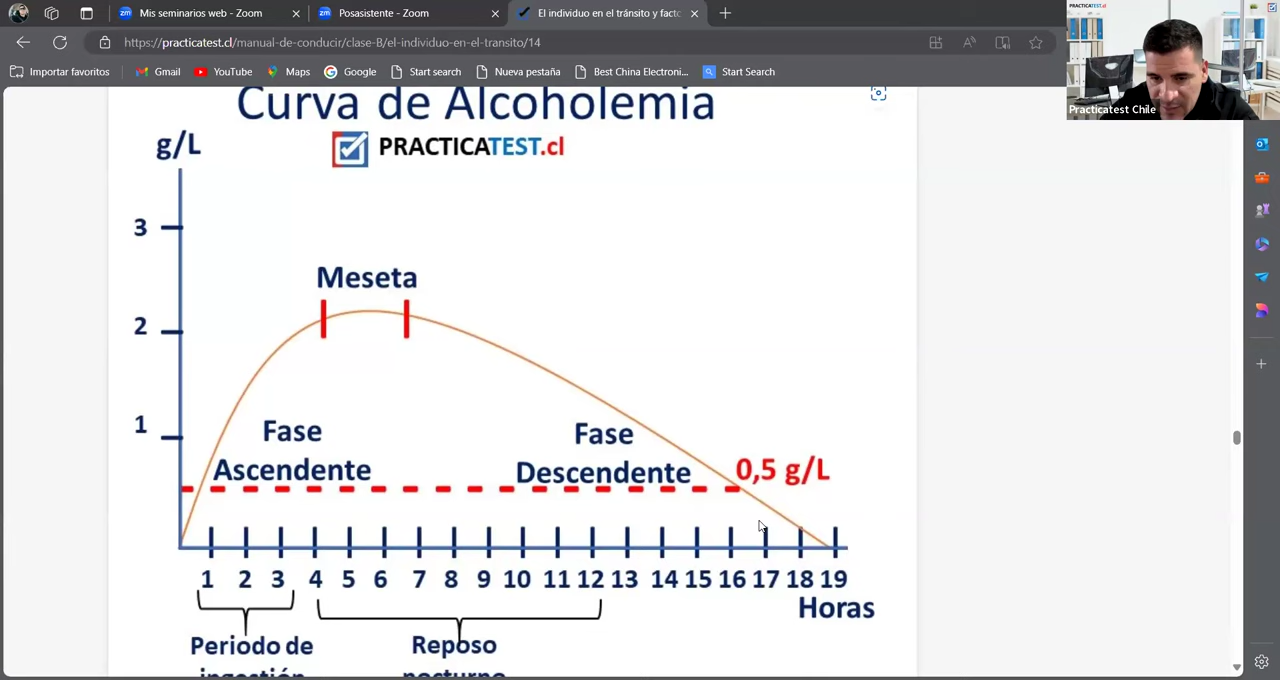 Mis seminarios web - Zoom
Posasistente - Zoom
El individuo en el tránsito y facto
https://practicatest.cl/manual-de-conducir/clase-B/el-individuo-en-el-transito/14
Importar favoritos
Gmail
YouTube
Maps
Google
Start search
Nueva pestaña
Best China Electroni...
Start Search
PRACTICATEST.cl
Practicatest Chile
Curva de Alcoholemia
PRACTICATEST.cl
g/L
3
Meseta
2
1
Fase
Ascendente
Fase
Descendente
0,5 g/L
1 2 3 4 5 6 7 8 9 10 11 12 13 14 15 16 17 18 19
Horas
Periodo de
ingestión
Reposo
nocturno